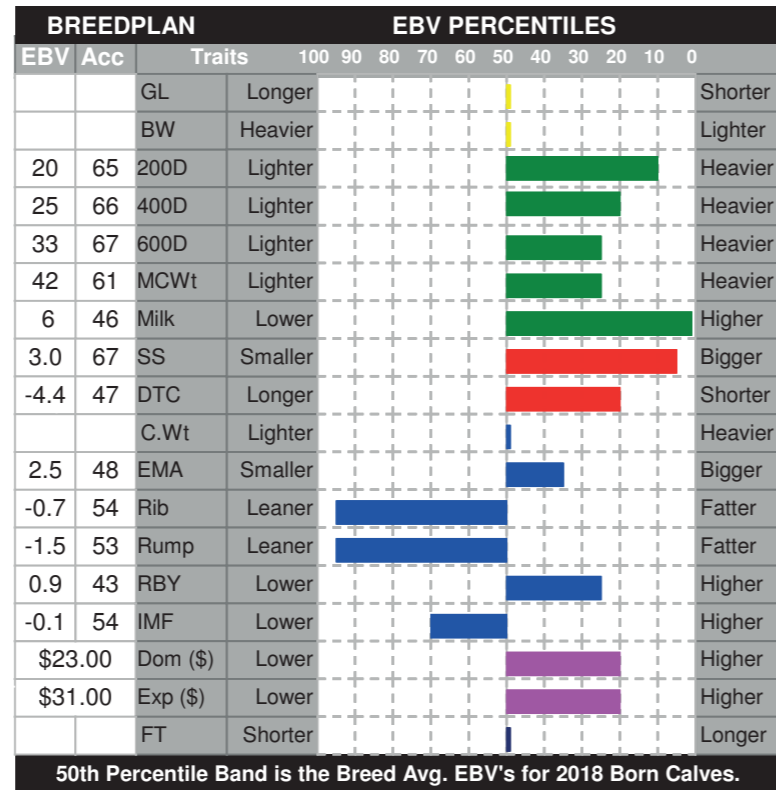 BREEDPLAN EBV PERCENTILES
EBV Acc Traits 100 90 80 70 60 50 40 30 20 10 0
GL Longer Shorter
BW Heavier Lighter
20 65 200D Lighter Heavier
25 66 400D Lighter Heavier
33 67 600D Lighter Heavier
42 61 MCWt Lighter Heavier
6 46 Milk Lower Higher
3.0 67 SS Smaller Bigger
-4.4 47 DTC Longer Shorter
C.Wt Lighter Heavier
2.5 48 EMA Smaller Bigger
-0.7 54 Rib Leaner Fatter
-1.5 53 Rump Leaner Fatter
0.9 43 RBY Lower Higher
-0.1 54 IMF Lower Higher
$23.00 Dom ($) Lower Higher
$31.00 Exp ($) Lower Higher
FT Shorter Longer
50th Percentile Band is the Breed Avg. EBV's for 2018 Born Calves.